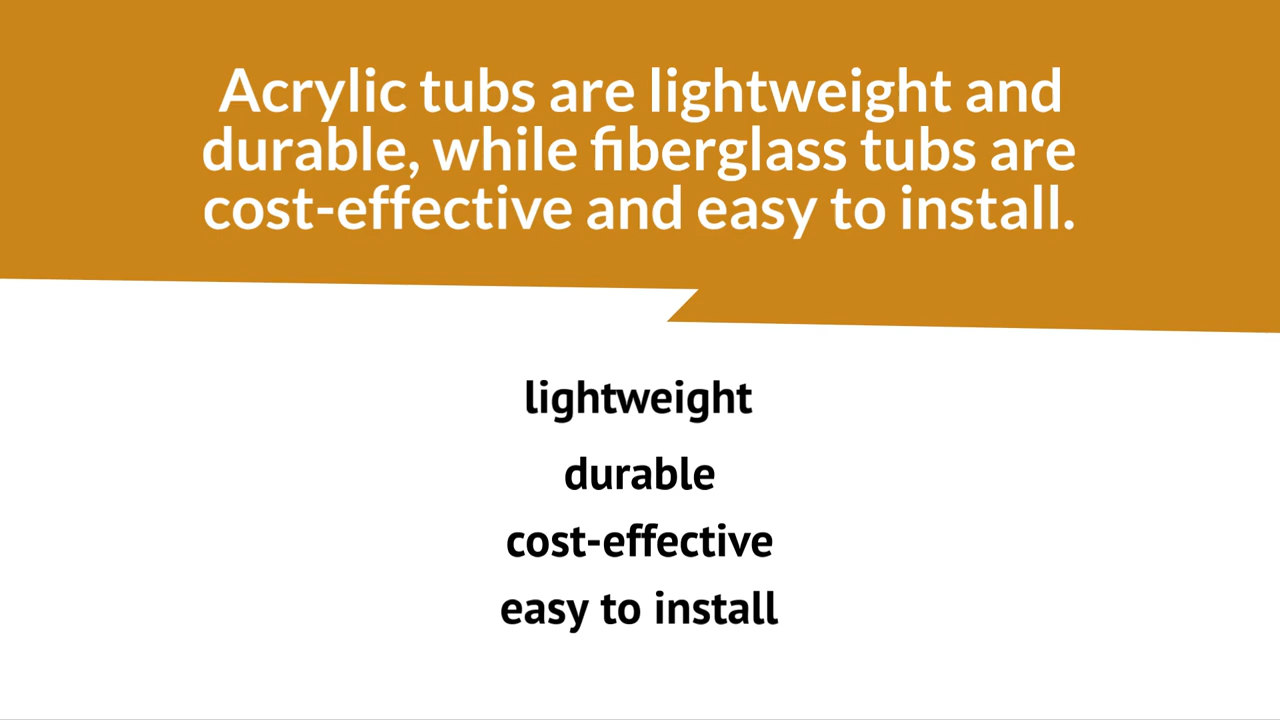 Acrylic tubs are lightweight and
durable, while fiberglass tubs are
cost-effective and easy to install.
lightweight
durable
cost-effective
easy to install